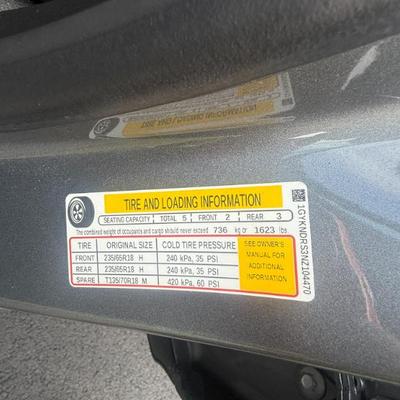 TIRE AND LOADING INFORMATION
SEATING CAPACITY TOTAL 5 FRONT 2 REAR 3
The combined weight of occupants and cargo should never exceed 736 kg or 1623 lbs.
TIRE ORIGINAL SIZE COLD TIRE PRESSURE
FRONT 235/65R18 H 240 kPa, 35 PSI
REAR 235/65R18 H 240 kPa, 35 PSI
SPARE T135/70R18 M 420 kPa, 60 PSI
SEE OWNER'S
MANUAL FOR
ADDITIONAL
INFORMATION
1GYKNDRS3NZ104470